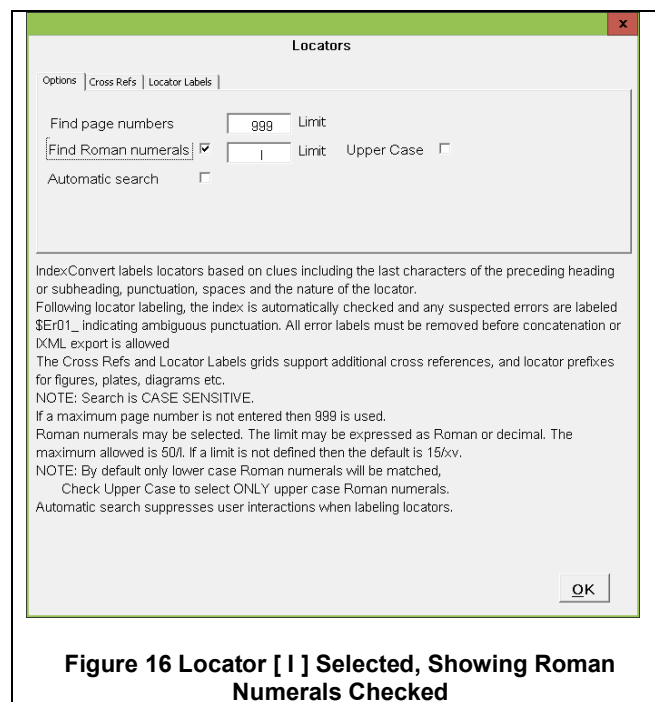 x
Locators
Options Cross Refs Locator Labels
Find page numbers 999 Limit
Find Roman numerals l Limit Upper Case
Automatic search
IndexConvert labels locators based on clues including the last characters of the preceding heading
or subheading, punctuation, spaces and the nature of the locator.
Following locator labeling, the index is automatically checked and any suspected errors are labeled
$Er01_ indicating ambiguous punctuation. All error labels must be removed before concatenation or
IXML export is allowed
The Cross Refs and Locator Labels grids support additional cross references, and locator prefixes
for figures, plates, diagrams etc.
NOTE: Search is CASE SENSITIVE.
If a maximum page number is not entered then 999 is used.
Roman numerals may be selected. The limit may be expressed as Roman or decimal. The
maximum allowed is 50/l. If a limit is not defined then the default is 15/xv.
NOTE: By default only lower case Roman numerals will be matched,
Check Upper Case to select ONLY upper case Roman numerals.
Automatic search suppresses user interactions when labeling locators.
OK
Figure 16 Locator [ l ] Selected, Showing Roman
Numerals Checked